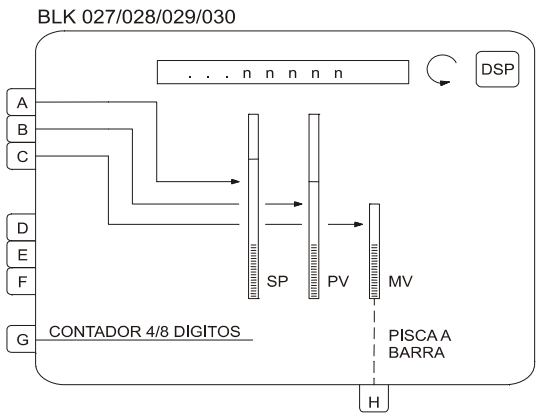 BLK 027/028/029/030
. . . n n n n n
DSP
A
B
C
D
E
F
SP
PV
MV
G
CONTADOR 4/8 DIGITOS
PISCA A
BARRA
H